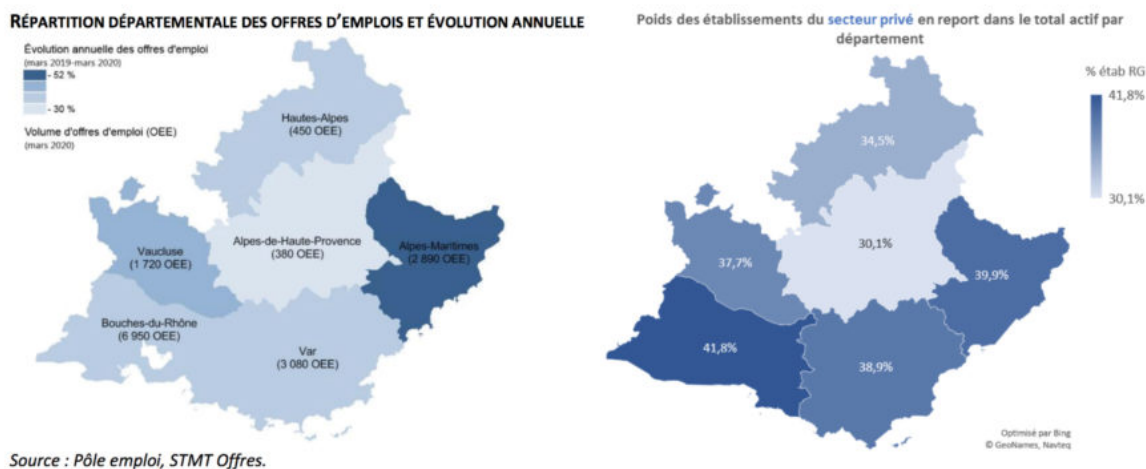 RÉPARTITION DÉPARTEMENTALE DES OFFRES D'EMPLOIS ET ÉVOLUTION ANNUELLE
Évolution annuelle des offres d'emploi
(mars 2019-mars 2020)
- 52 %
- 30 %
Volume d'offres d'emploi (OEE)
(mars 2020)
Hautes-Alpes
(450 OEE)
Alpes-de-Haute-Provence
(380 OEE)
Alpes-Maritimes
(2 890 OEE)
Vaucluse
(1 720 OEE)
Bouches-du-Rhône
(6 950 OEE)
Var
(3 080 OEE)
Source : Pôle emploi, STMT Offres.
Poids des établissements du secteur privé en report dans le total actif par
département
% étab RG
41,8%
30,1%
34,5%
30,1%
37,7%
39,9%
41,8%
38,9%
Optimisé par Bing
© GeoNames, Navteq